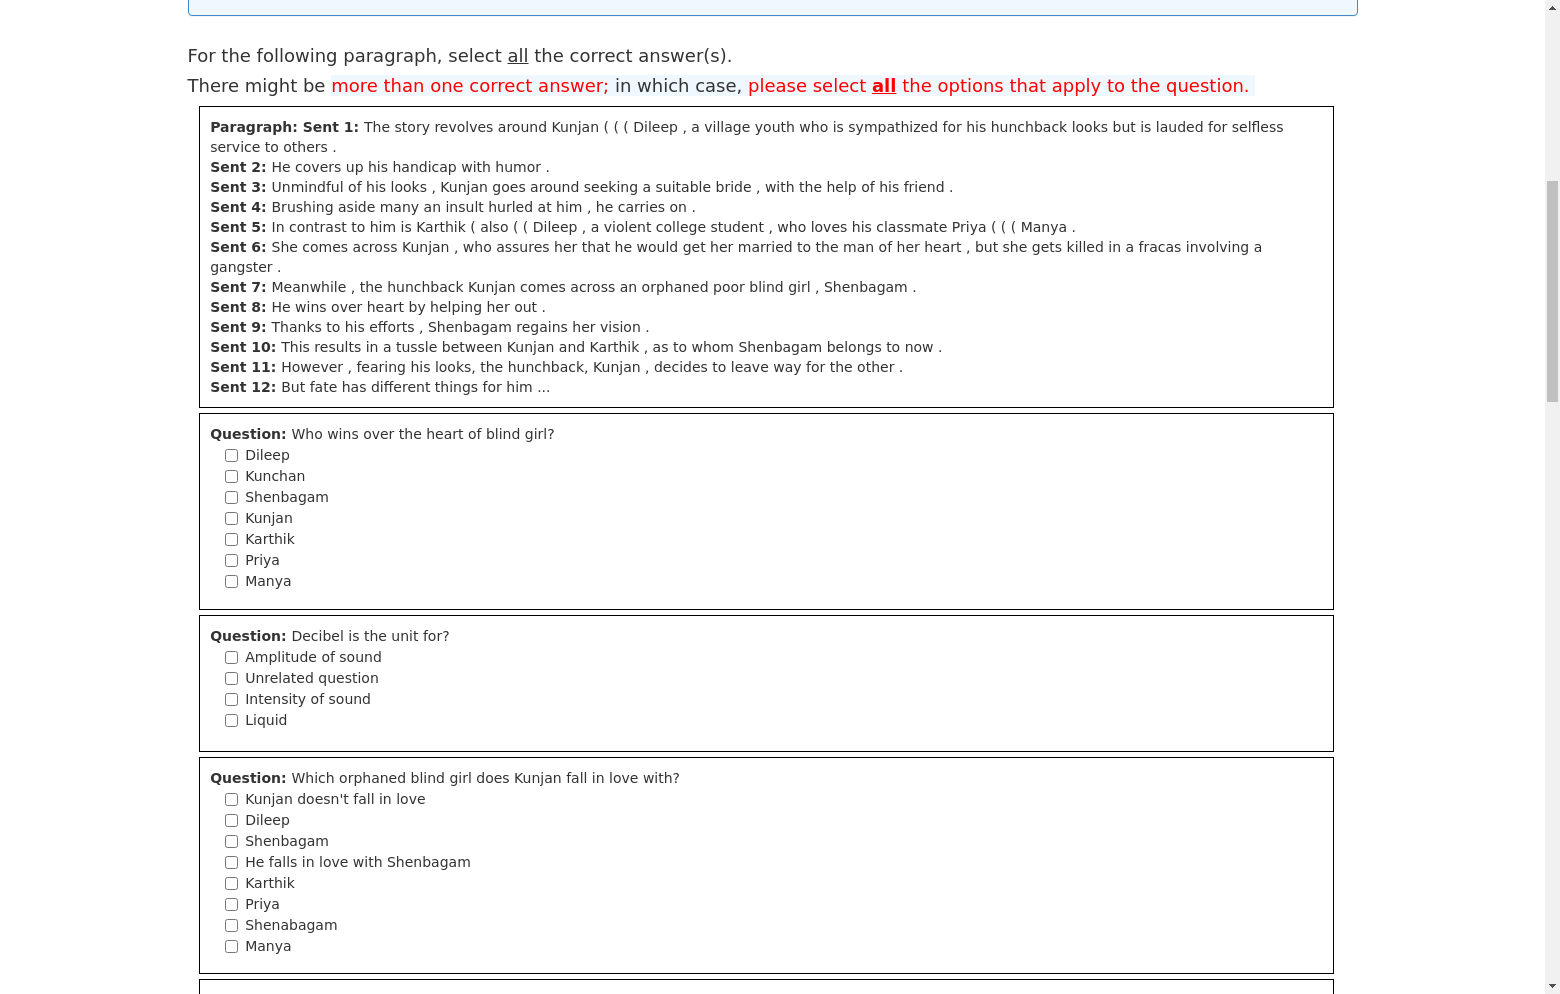 For the following paragraph, select all the correct answer(s).
There might be more than one correct answer; in which case, please select all the options that apply to the question.
Paragraph: Sent 1: The story revolves around Kunjan ( ( ( Dileep , a village youth who is sympathized for his hunchback looks but is lauded for selfless
service to others .
Sent 2: He covers up his handicap with humor .
Sent 3: Unmindful of his looks , Kunjan goes around seeking a suitable bride , with the help of his friend .
Sent 4: Brushing aside many an insult hurled at him , he carries on .
Sent 5: In contrast to him is Karthik ( also ( ( Dileep , a violent college student , who loves his classmate Priya ( ( ( Manya .
Sent 6: She comes across Kunjan , who assures her that he would get her married to the man of her heart , but she gets killed in a fracas involving a
gangster .
Sent 7: Meanwhile , the hunchback Kunjan comes across an orphaned poor blind girl , Shenbagam .
Sent 8: He wins over heart by helping her out .
Sent 9: Thanks to his efforts , Shenbagam regains her vision .
Sent 10: This results in a tussle between Kunjan and Karthik , as to whom Shenbagam belongs to now .
Sent 11: However , fearing his looks, the hunchback, Kunjan , decides to leave way for the other .
Sent 12: But fate has different things for him ...
Question: Who wins over the heart of blind girl?
Dileep
Kunchan
Shenbagam
Kunjan
Karthik
Priya
Manya
Question: Decibel is the unit for?
Amplitude of sound
Unrelated question
Intensity of sound
Liquid
Question: Which orphaned blind girl does Kunjan fall in love with?
Kunjan doesn't fall in love
Dileep
Shenbagam
He falls in love with Shenbagam
Karthik
Priya
Shenabagam
Manya